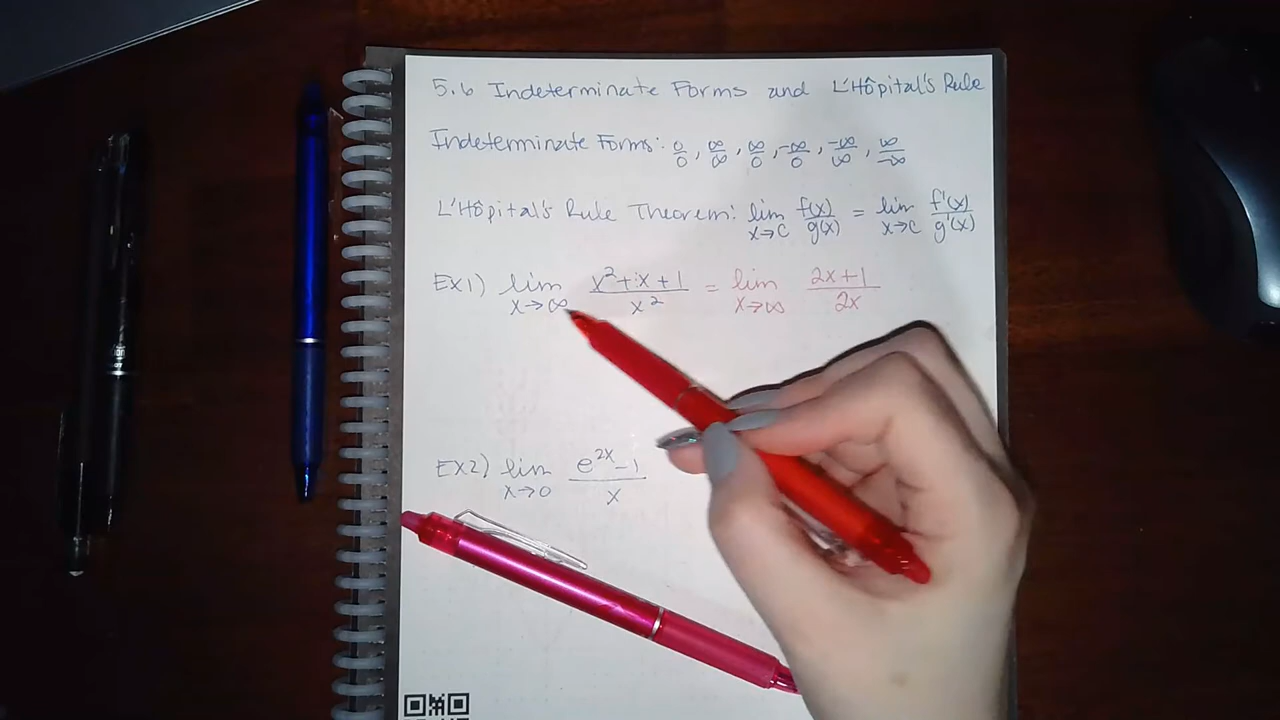 5.6 Indeterminate Forms and L'Hôpital's Rule
Indeterminate Forms: 0/0, ∞/∞, ∞/0, -∞/0, -∞/∞, ∞/-∞
L'Hôpital's Rule Theorem: lim x→c f(x)/g(x) = lim x→c f'(x)/g'(x)
EX1) lim x→∞ x²+x+1/x² = lim x→∞ 2x+1/2x
EX2) lim x→0 e^2x-1/x